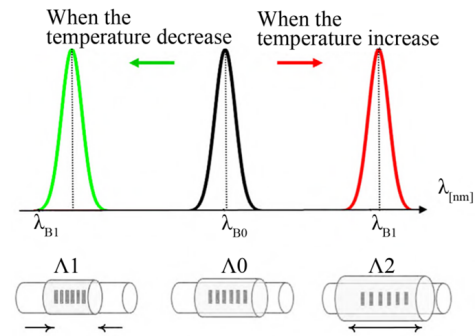 When the
temperature decrease
When the
temperature increase
λ[nm]
λB1
λB0
λB1
Λ1
Λ0
Λ2